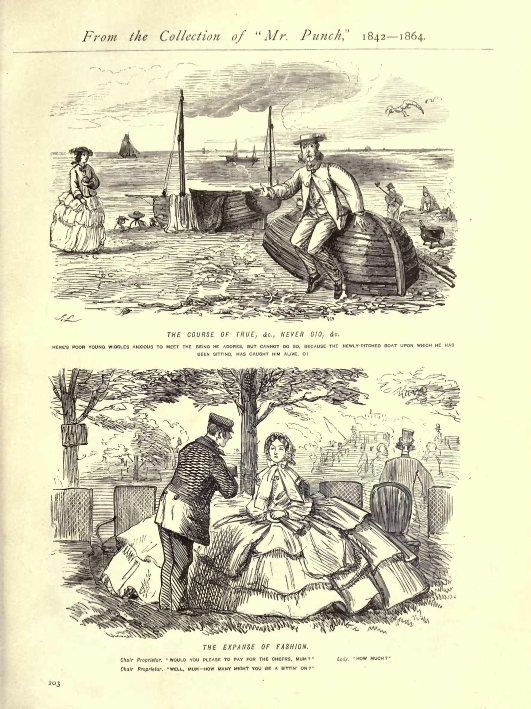 From the Collection of "Mr. Punch," 1842—1864.
THE COURSE OF TRUE, &c., NEVER DID, &c.
HERE'S POOR YOUNG WIGGLES ANXIOUS TO MEET THE BEING HE ADORES, BUT CANNOT DO SO, BECAUSE THE NEWLY-PITCHED BOAT UPON WHICH HE HAS
BEEN SITTING, HAS CAUGHT HIM ALIVE, O!
THE EXPANSE OF FASHION.
Chair Proprietor. "WOULD YOU PLEASE TO PAY FOR THE CHEERS, MUM?" Lady. "HOW MUCH?"
Chair Proprietor. "WELL, MUM—HOW MANY MIGHT YOU BE A SITTIN' ON?"
203